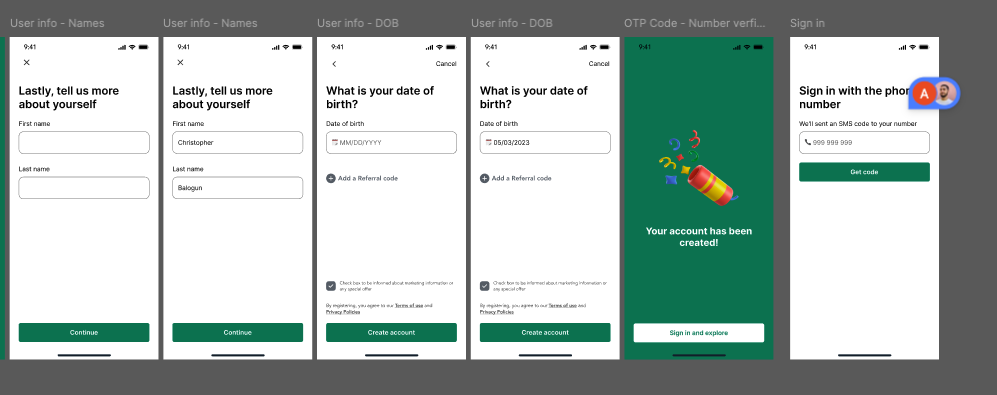 User info - Names
User info - Names
User info - DOB
User info - DOB
OTP Code - Number verifi...
Sign in
9:41
Lastly, tell us more
about yourself
First name
Last name
Continue
9:41
Lastly, tell us more
about yourself
First name
Christopher
Last name
Balogun
Continue
9:41
Cancel
What is your date of
birth?
Date of birth
MM/DD/YYYY
Add a Referral code
Check box to be informed about marketing information or
any special offer
By registering, you agree to our Terms of use and
Privacy Policies
Create account
9:41
Cancel
What is your date of
birth?
Date of birth
05/03/2023
Add a Referral code
Check box to be informed about marketing information or
any special offer
By registering, you agree to our Terms of use and
Privacy Policies
Create account
9:41
Your account has been
created!
Sign in and explore
9:41
A
Sign in with the phon
number
We'll sent an SMS code to your number
999 999 999
Get code